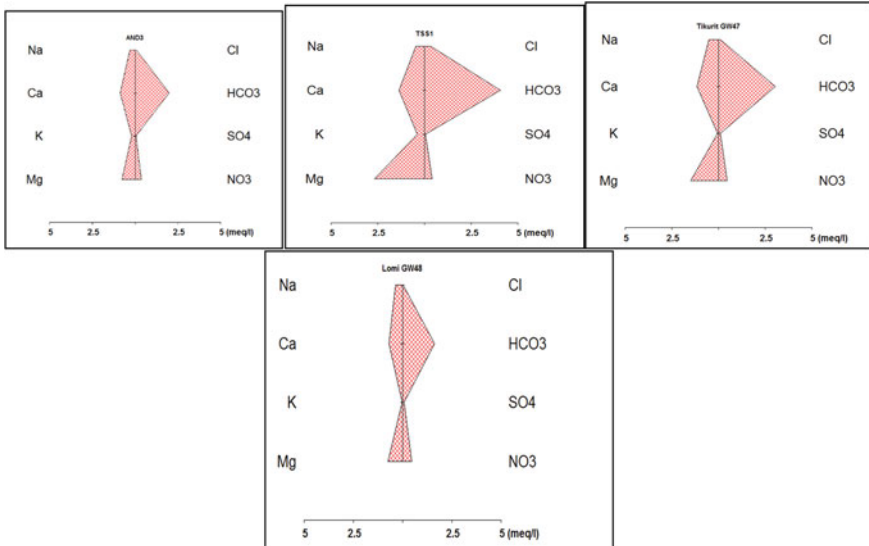 AND3
Na Cl
Ca HCO3
K SO4
Mg NO3
5 2.5 2.5 5 (meq/l)
TSS1
Na Cl
Ca HCO3
K SO4
Mg NO3
2.5 2.5 5 (meq/l)
Tikurit GW47
Na Cl
Ca HCO3
K SO4
Mg NO3
5 2.5 2.5 5 (meq/l)
Lomi GW48
Na Cl
Ca HCO3
K SO4
Mg NO3
5 2.5 2.5 5 (meq/l)